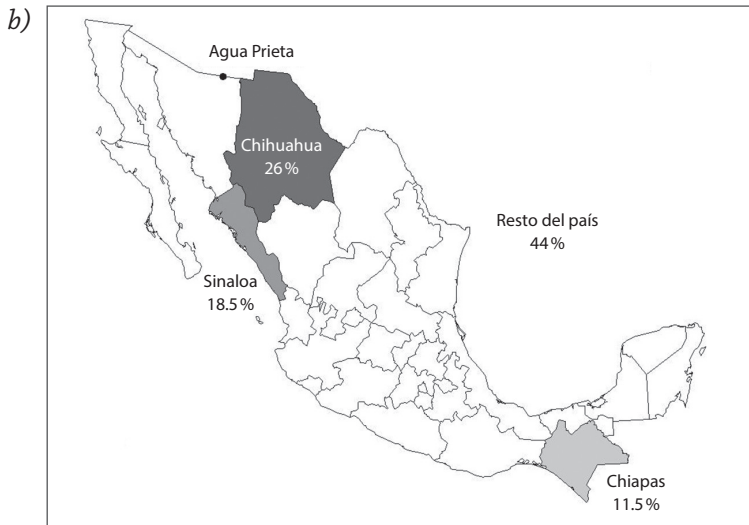 b)
Agua Prieta
Chihuahua
26%
Resto del país
44%
Sinaloa
18.5%
Chiapas
11.5%